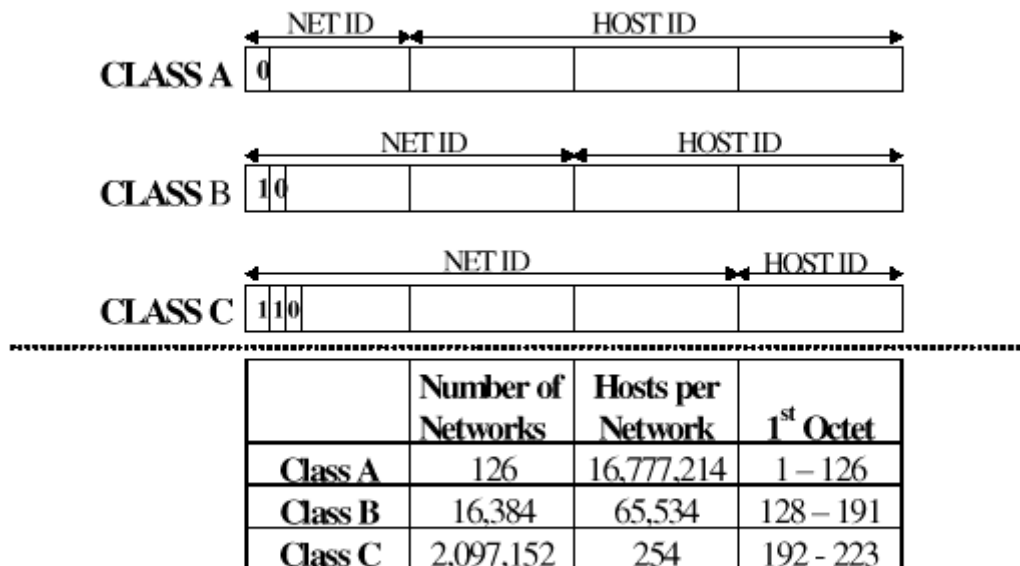 NET ID HOST ID
CLASS A 0
NET ID HOST ID
CLASS B 1 0
NET ID HOST ID
CLASS C 1 1 0
Number of Networks Hosts per Network 1st Octet
Class A 126 16,777,214 1 – 126
Class B 16,384 65,534 128 – 191
Class C 2,097,152 254 192 - 223